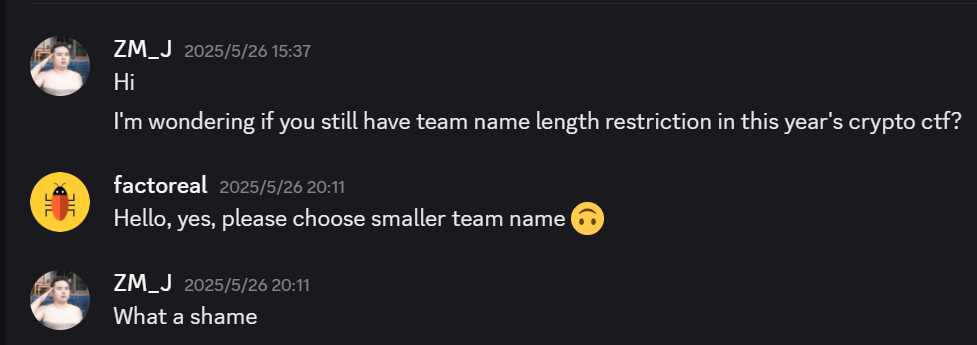 ZM_J 2025/5/26 15:37
Hi
I'm wondering if you still have team name length restriction in this year's crypto ctf?
factoreal 2025/5/26 20:11
Hello, yes, please choose smaller team name 🙃
ZM_J 2025/5/26 20:11
What a shame